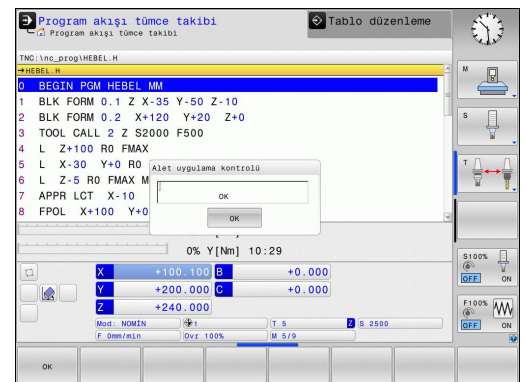 Program akışı tümce takibi
Program akışı tümce takibi
Tablo düzenleme
TNC:\nc_prog\HEBEL.H
→HEBEL.H
0 BEGIN PGM HEBEL MM
1 BLK FORM 0.1 Z X-35 Y-50 Z-10
2 BLK FORM 0.2 X+120 Y+20 Z+0
3 TOOL CALL 2 Z S2000 F500
4 L Z+100 R0 FMAX
5 L X-30 Y+0 R0
6 L Z-5 R0 FMAX M
7 APPR LCT X-10
8 FPOL X+100 Y+0
Alet uygulama kontrolü
OK
OK
0% Y[Nm] 10:29
X +100.100 B +0.000
Y +200.000 C +0.000
Z +240.000
Mod: NOMİN 1 T 5 Z S 2500
F 0mm/min Ovr 100% M 5/9
M
S
T
S100%
OFF ON
F100%
OFF ON
OK